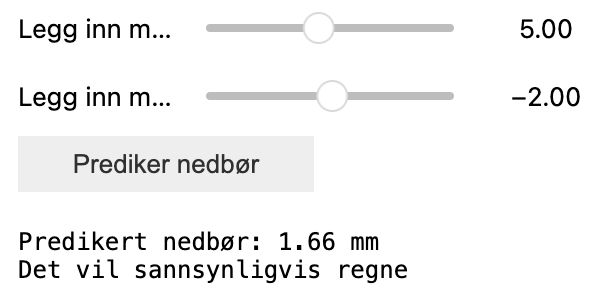 Legg inn m... 5.00
Legg inn m... −2.00
Prediker nedbør
Predikert nedbør: 1.66 mm
Det vil sannsynligvis regne